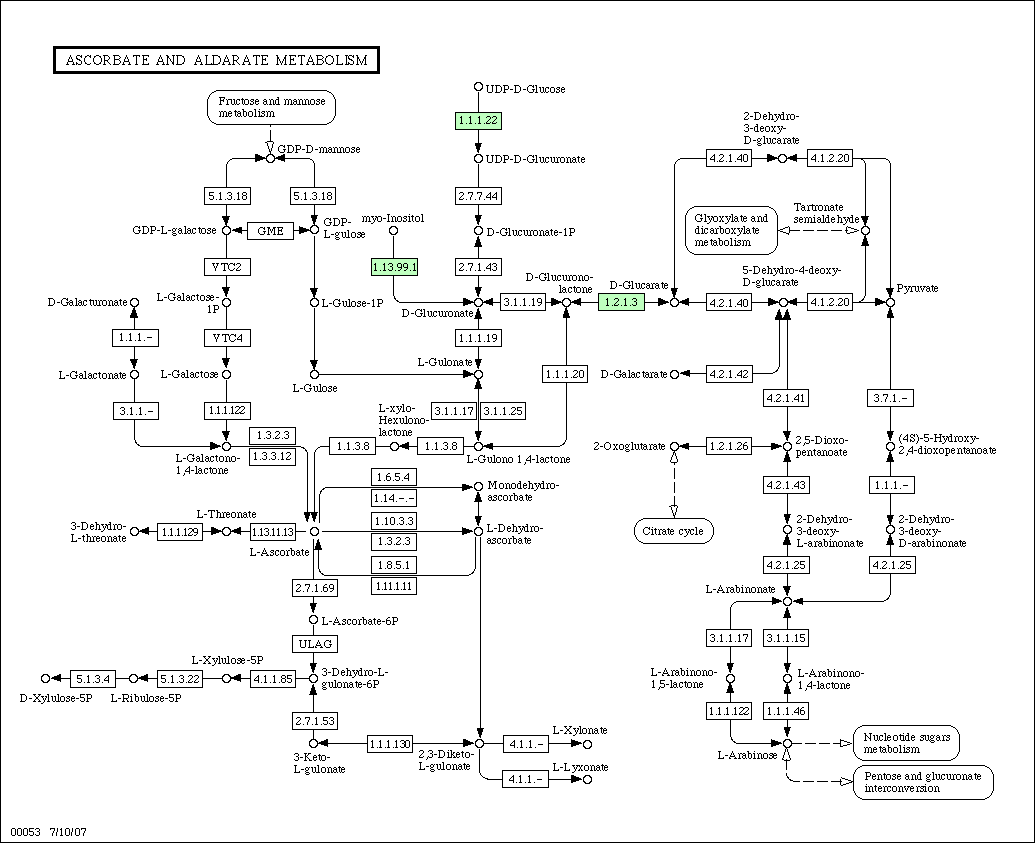 ASCORBATE AND ALDARATE METABOLISM
Fructose and mannose
metabolism
UDP-D-Glucose
1.1.1.22
2-Dehydro-
3-deoxy-
D-glucarate
GDP-D-mannose
UDP-D-Glucuronate
4.2.1.40
4.1.2.20
5.1.3.18
5.1.3.18
2.7.7.44
Glyoxylate and
dicarboxylate
metabolism
Tartronate
semialdehyde
GDP-L-galactose
GME
GDP-
L-gulose
myo-Inositol
D-Glucuronate-1P
VTC2
1.13.99.1
2.7.1.43
D-Glucurono-
lactone
D-Glucarate
5-Dehydro-4-deoxy-
D-glucarate
D-Galacturonate
L-Galactose-
1P
L-Gulose-1P
D-Glucuronate
3.1.1.19
1.2.1.3
4.2.1.40
4.1.2.20
Pyruvate
1.1.1.-
VTC4
1.1.1.19
L-Galactonate
L-Galactose
L-Gulose
L-Gulonate
1.1.1.20
D-Galactarate
4.2.1.42
3.1.1.-
1.1.1.122
L-xylo-
Hexulono-
lactone
3.1.1.17
3.1.1.25
4.2.1.41
3.7.1.-
1.3.2.3
1.3.3.12
L-Galactono-
1,4-lactone
1.1.3.8
1.1.3.8
L-Gulono 1,4-lactone
2-Oxoglutarate
1.2.1.26
2,5-Dioxo-
pentanoate
(4S)-5-Hydroxy-
2,4-dioxopentanoate
1.6.5.4
1.14.-.-
Monodehydro-
ascorbate
4.2.1.43
1.1.1.-
3-Dehydro-
L-threonate
1.1.1.129
L-Threonate
1.13.11.13
L-Ascorbate
1.10.3.3
1.3.2.3
L-Dehydro-
ascorbate
Citrate cycle
2-Dehydro-
3-deoxy-
L-arabinonate
2-Dehydro-
3-deoxy-
D-arabinonate
1.8.5.1
1.11.1.11
4.2.1.25
4.2.1.25
2.7.1.69
L-Arabinonate
L-Ascorbate-6P
ULAG
3.1.1.17
3.1.1.15
L-Xylulose-5P
5.1.3.4
5.1.3.22
4.1.1.85
3-Dehydro-L-
gulonate-6P
D-Xylulose-5P
L-Ribulose-5P
L-Arabinono-
1,5-lactone
L-Arabinono-
1,4-lactone
2.7.1.53
1.1.1.122
1.1.1.46
3-Keto-
L-gulonate
1.1.1.130
2,3-Diketo-
L-gulonate
4.1.1.-
L-Xylonate
L-Arabinose
Nucleotide sugars
metabolism
4.1.1.-
L-Lyxonate
Pentose and glucuronate
interconversion
00053 7/10/07